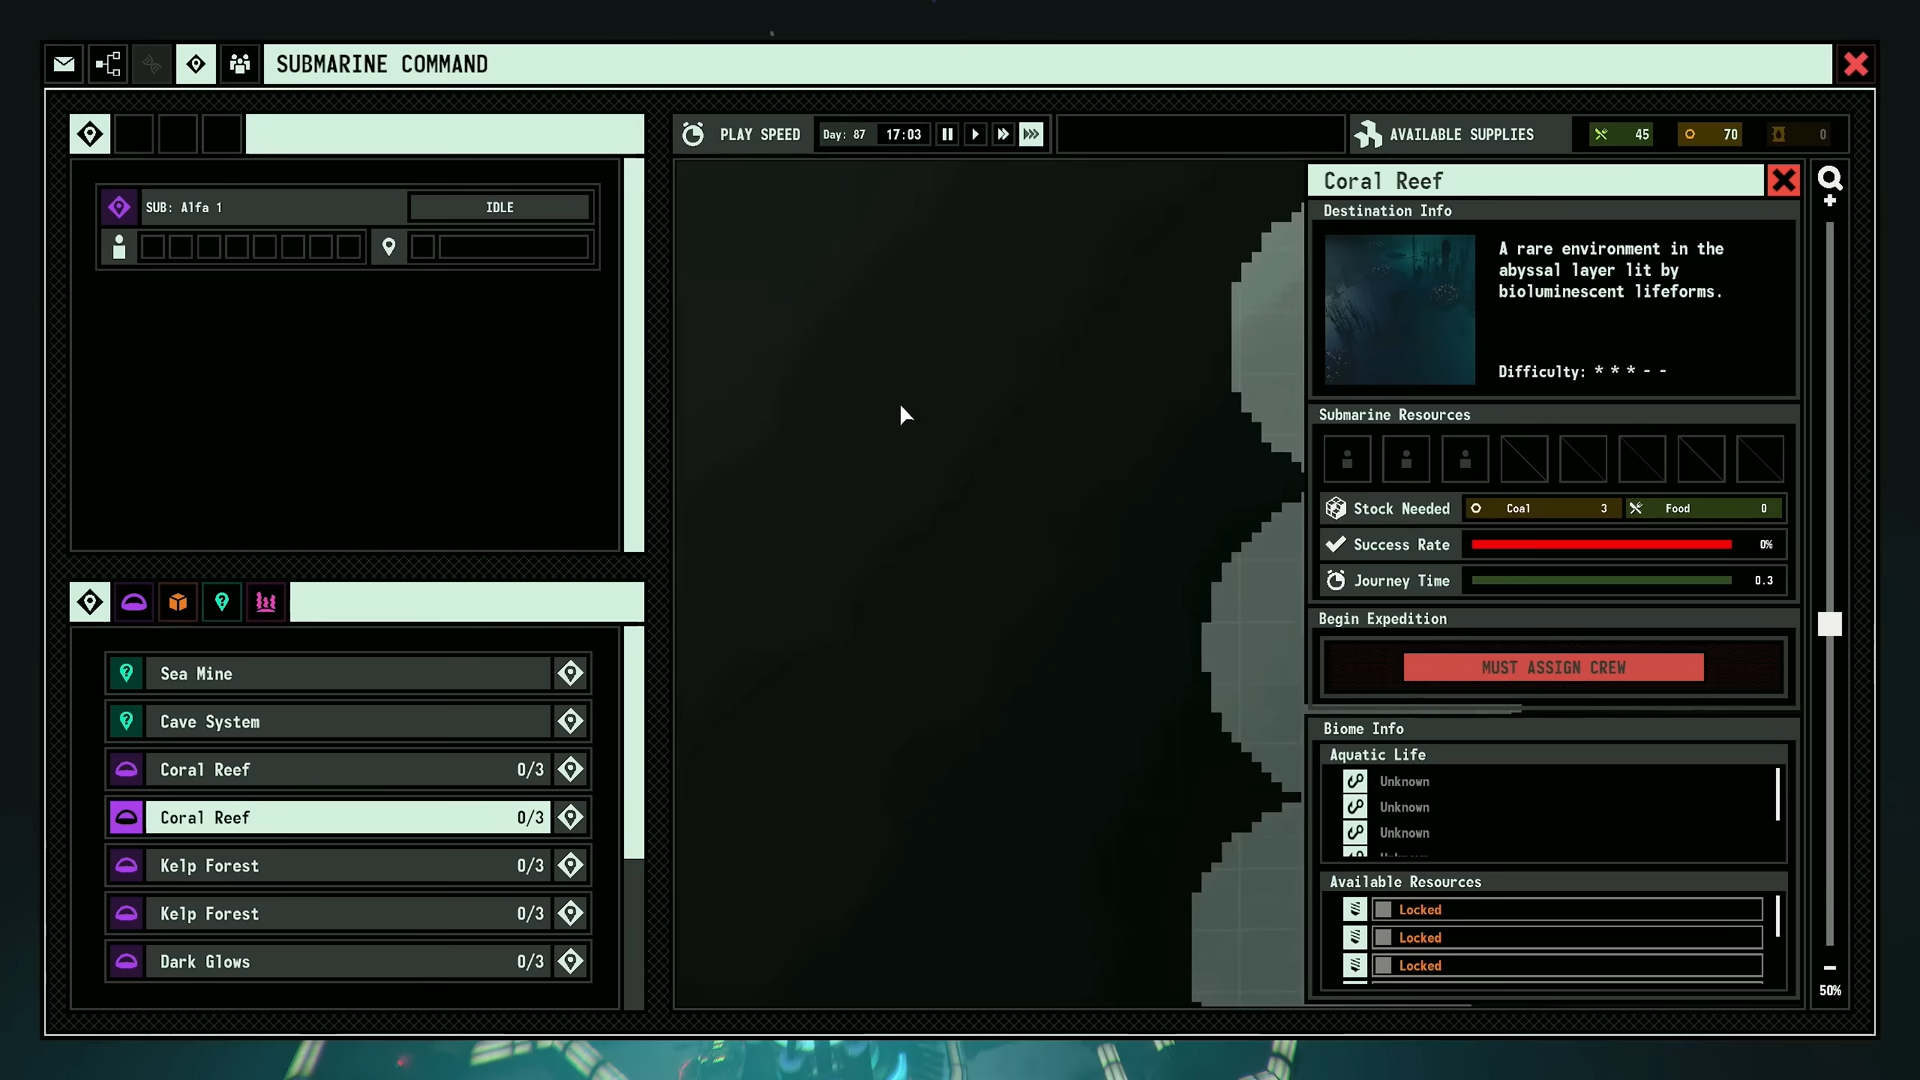 SUBMARINE COMMAND
PLAY SPEED Day: 87 17:03
AVAILABLE SUPPLIES 45 70 0
SUB: Alfa 1 IDLE
Sea Mine
Cave System
Coral Reef 0/3
Coral Reef 0/3
Kelp Forest 0/3
Kelp Forest 0/3
Dark Glows 0/3
Coral Reef
Destination Info
A rare environment in the
abyssal layer lit by
bioluminescent lifeforms.
Difficulty: * * * - -
Submarine Resources
Stock Needed Coal 3 Food 0
Success Rate 0%
Journey Time 0.3
Begin Expedition
MUST ASSIGN CREW
Biome Info
Aquatic Life
Unknown
Unknown
Unknown
Available Resources
Locked
Locked
Locked
50%